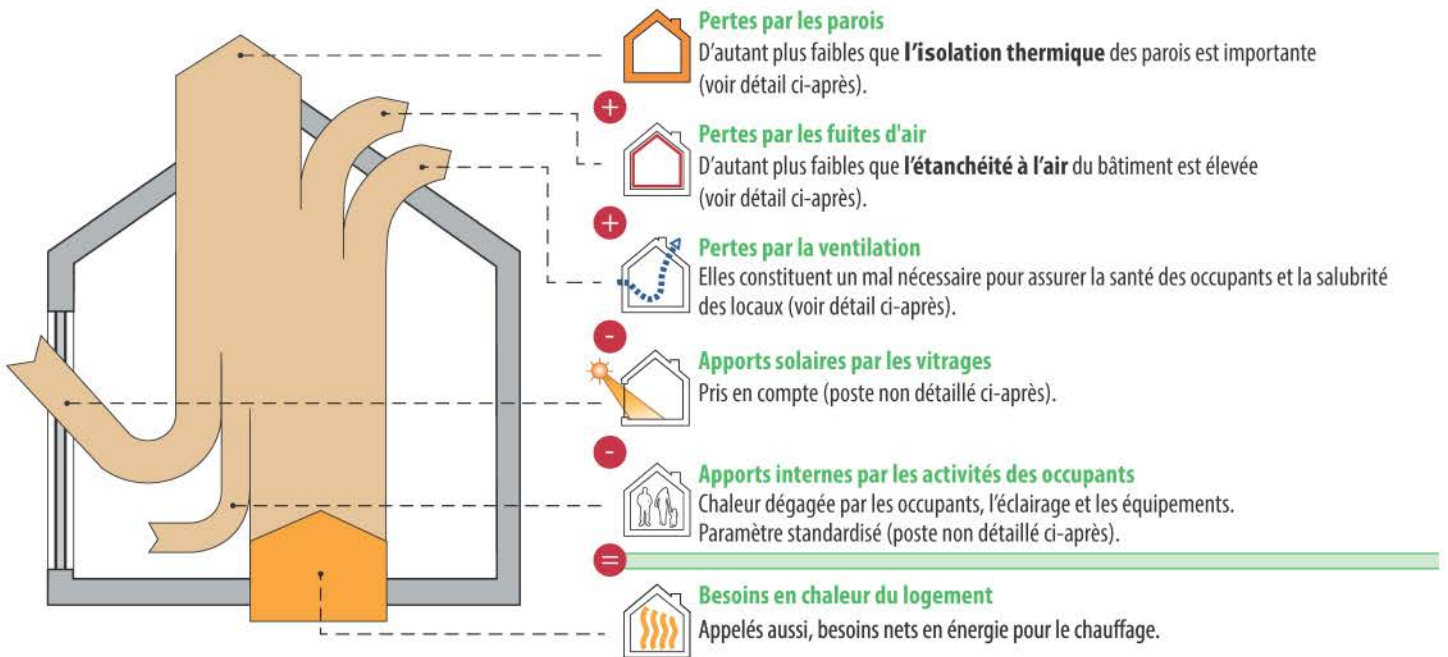 Pertes par les parois
D'autant plus faibles que l'isolation thermique des parois est importante
(voir détail ci-après).
+
Pertes par les fuites d'air
D'autant plus faibles que l'étanchéité à l'air du bâtiment est élevée
(voir détail ci-après).
+
Pertes par la ventilation
Elles constituent un mal nécessaire pour assurer la santé des occupants et la salubrité
des locaux (voir détail ci-après).
-
Apports solaires par les vitrages
Pris en compte (poste non détaillé ci-après).
-
Apports internes par les activités des occupants
Chaleur dégagée par les occupants, l'éclairage et les équipements.
Paramètre standardisé (poste non détaillé ci-après).
=
Besoins en chaleur du logement
Appelés aussi, besoins nets en énergie pour le chauffage.